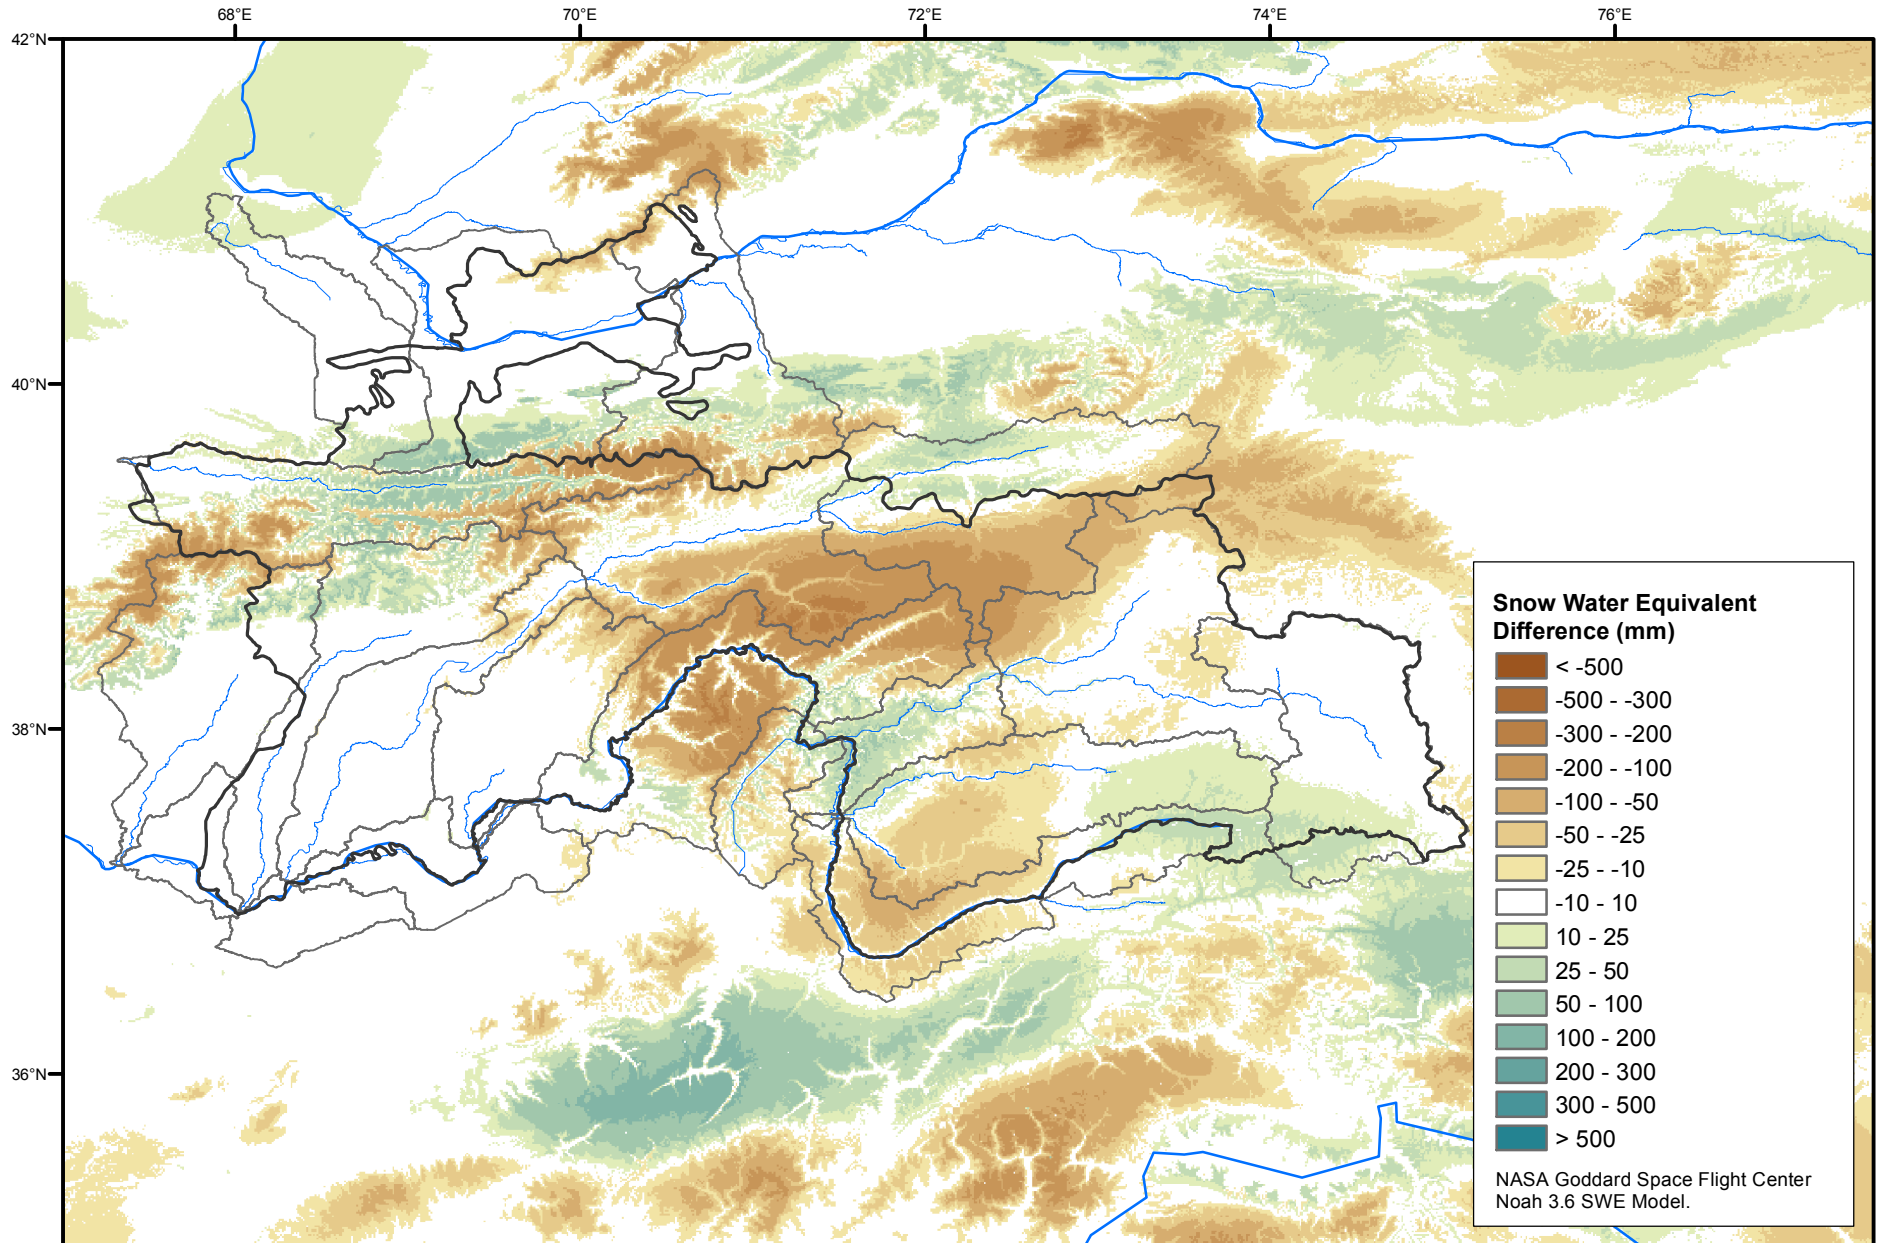 68°E 70°E 72°E 74°E 76°E
42°N
40°N
38°N
36°N
Snow Water Equivalent
Difference (mm)
< -500
-500 - -300
-300 - -200
-200 - -100
-100 - -50
-50 - -25
-25 - -10
-10 - 10
10 - 25
25 - 50
50 - 100
100 - 200
200 - 300
300 - 500
> 500
NASA Goddard Space Flight Center
Noah 3.6 SWE Model.